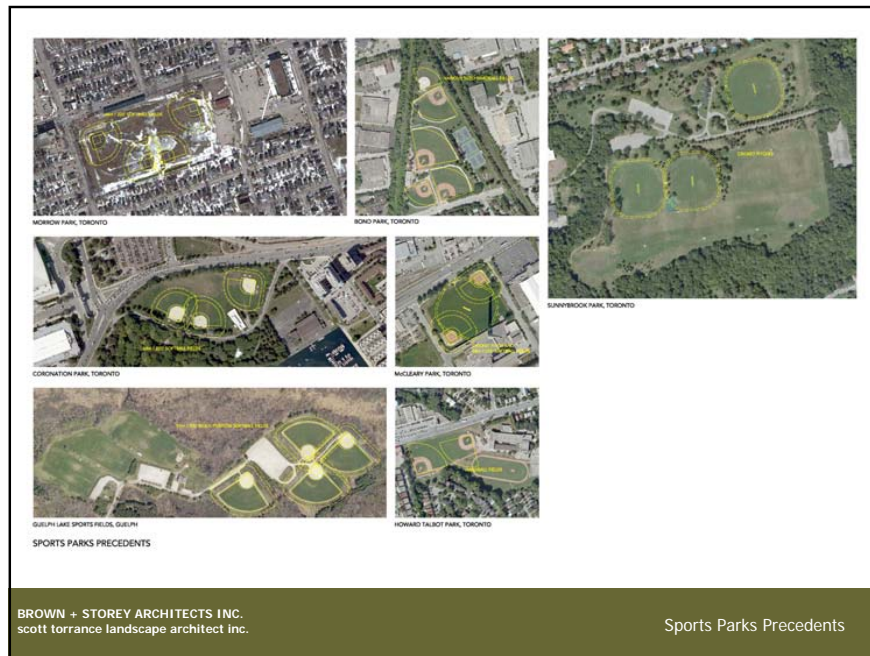 MORROW PARK, TORONTO
BOND PARK, TORONTO
SUNNYBROOK PARK, TORONTO
CORONATION PARK, TORONTO
McCLEARY PARK, TORONTO
GUELPH LAKE SPORTS FIELDS, GUELPH
HOWARD TALBOT PARK, TORONTO
SPORTS PARKS PRECEDENTS
BROWN + STOREY ARCHITECTS INC.
scott torrance landscape architect inc.
Sports Parks Precedents